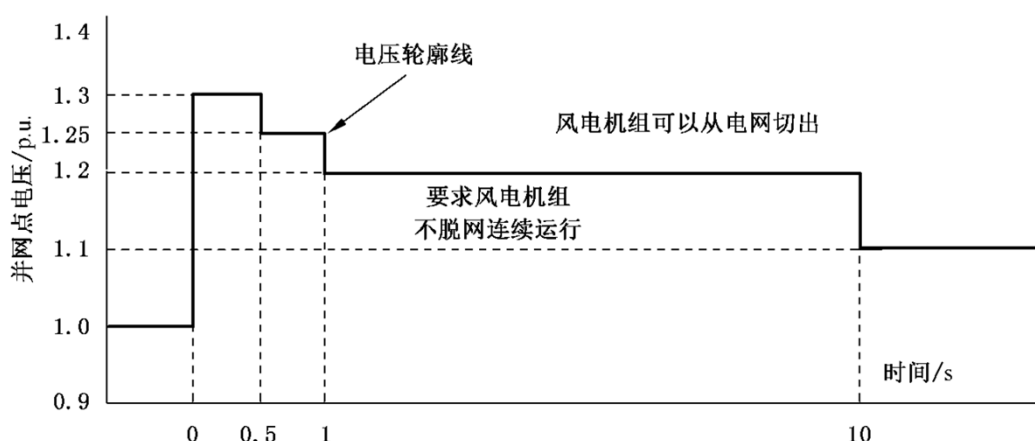 并网点电压/p.u.
1.4
1.3
1.25
1.2
1.1
1.0
0.9
电压轮廓线
风电机组可以从电网切出
要求风电机组
不脱网连续运行
时间/s
0
0.5
1
10